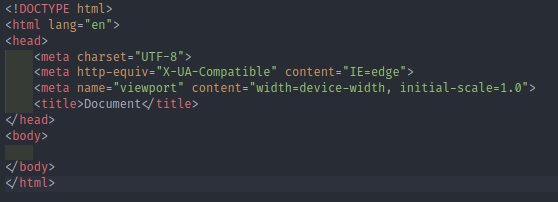 <!DOCTYPE html>
<html lang="en">
<head>
    <meta charset="UTF-8">
    <meta http-equiv="X-UA-Compatible" content="IE=edge">
    <meta name="viewport" content="width=device-width, initial-scale=1.0">
    <title>Document</title>
</head>
<body>

</body>
</html>